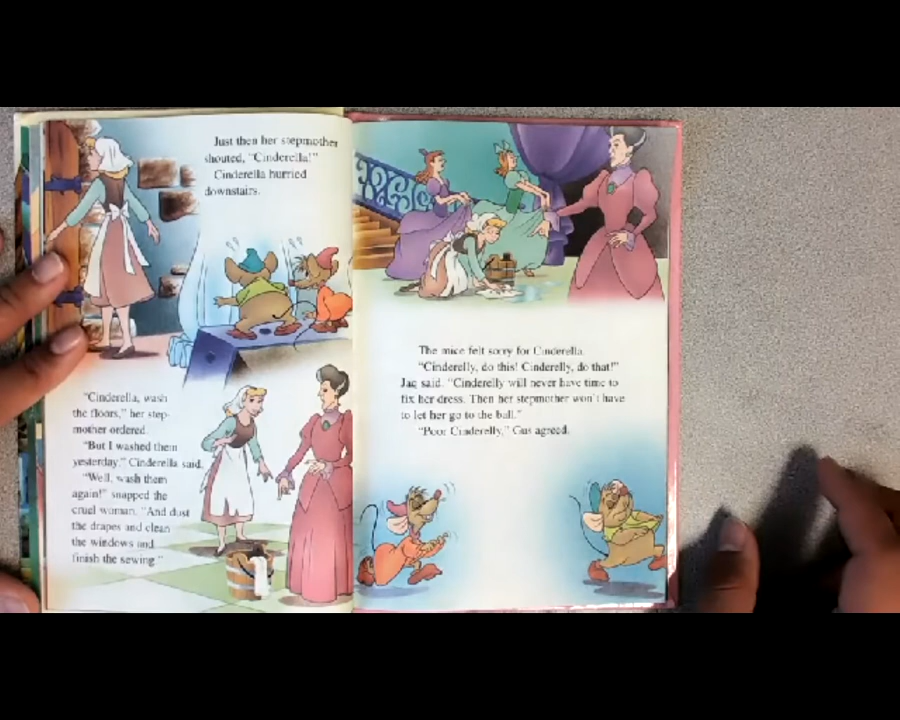 Just then her stepmother
shouted, "Cinderella!"
Cinderella hurried
downstairs.
"Cinderella, wash
the floors," her step-
mother ordered.
"But I washed them
yesterday," Cinderella said.
"Well, wash them
again!" snapped the
cruel woman. "And dust
the drapes and clean
the windows and
finish the sewing."
The mice felt sorry for Cinderella.
"Cinderelly, do this! Cinderelly, do that!"
Jaq said. "Cinderelly will never have time to
fix her dress. Then her stepmother won't have
to let her go to the ball."
"Poor Cinderelly," Gus agreed.